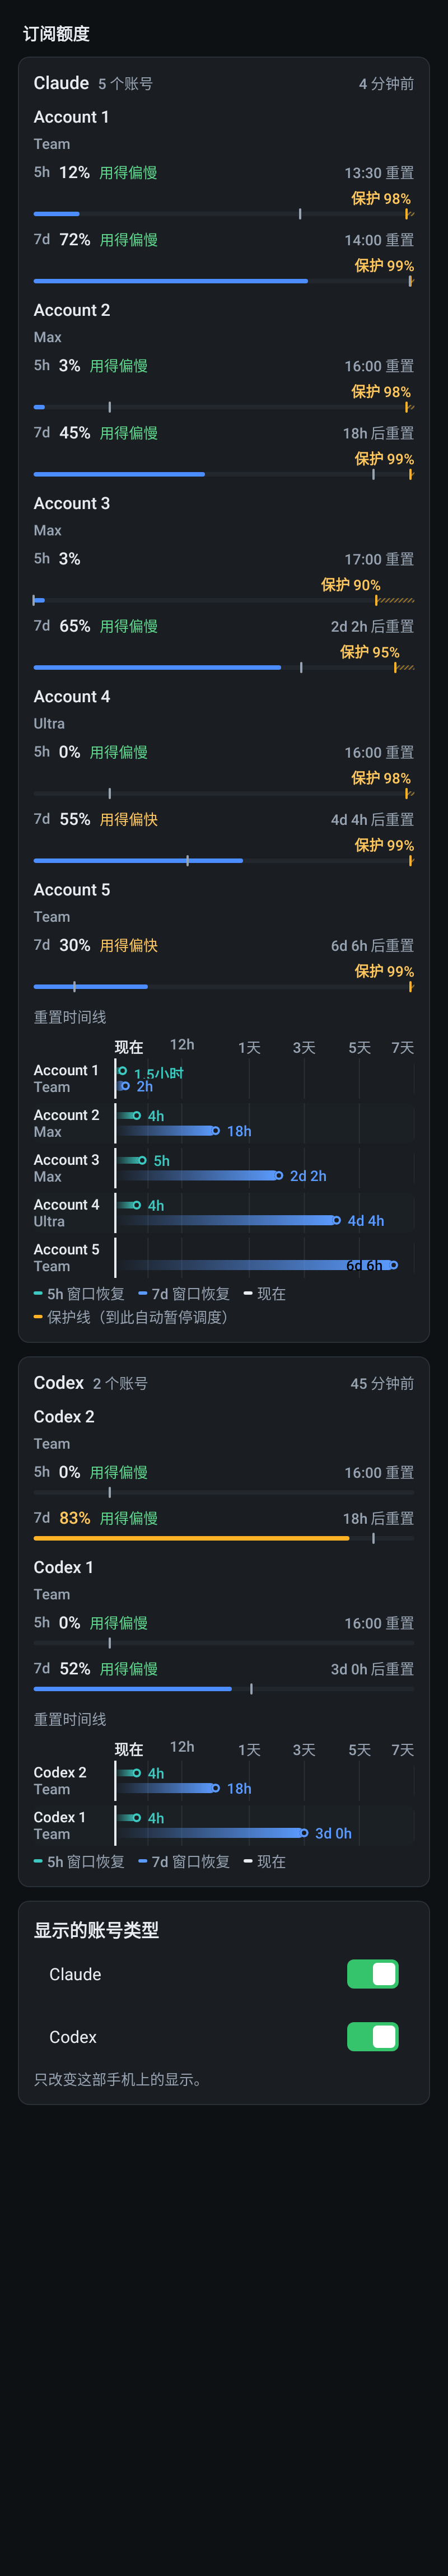 订阅额度
Claude 5 个账号 4 分钟前
Account 1
Team
5h 12% 用得偏慢 13:30 重置
保护 98%
7d 72% 用得偏慢 14:00 重置
保护 99%
Account 2
Max
5h 3% 用得偏慢 16:00 重置
保护 98%
7d 45% 用得偏慢 18h 后重置
保护 99%
Account 3
Max
5h 3% 17:00 重置
保护 90%
7d 65% 用得偏慢 2d 2h 后重置
保护 95%
Account 4
Ultra
5h 0% 用得偏慢 16:00 重置
保护 98%
7d 55% 用得偏快 4d 4h 后重置
保护 99%
Account 5
Team
7d 30% 用得偏快 6d 6h 后重置
保护 99%
重置时间线
现在 12h 1天 3天 5天 7天
Account 1 1.5小时
Team 2h
Account 2 4h
Max 18h
Account 3 5h
Max 2d 2h
Account 4 4h
Ultra 4d 4h
Account 5
Team 6d 6h
5h 窗口恢复 7d 窗口恢复 现在
保护线（到此自动暂停调度）
Codex 2 个账号 45 分钟前
Codex 2
Team
5h 0% 用得偏慢 16:00 重置
7d 83% 用得偏慢 18h 后重置
Codex 1
Team
5h 0% 用得偏慢 16:00 重置
7d 52% 用得偏慢 3d 0h 后重置
重置时间线
现在 12h 1天 3天 5天 7天
Codex 2 4h
Team 18h
Codex 1 4h
Team 3d 0h
5h 窗口恢复 7d 窗口恢复 现在
显示的账号类型
Claude
Codex
只改变这部手机上的显示。